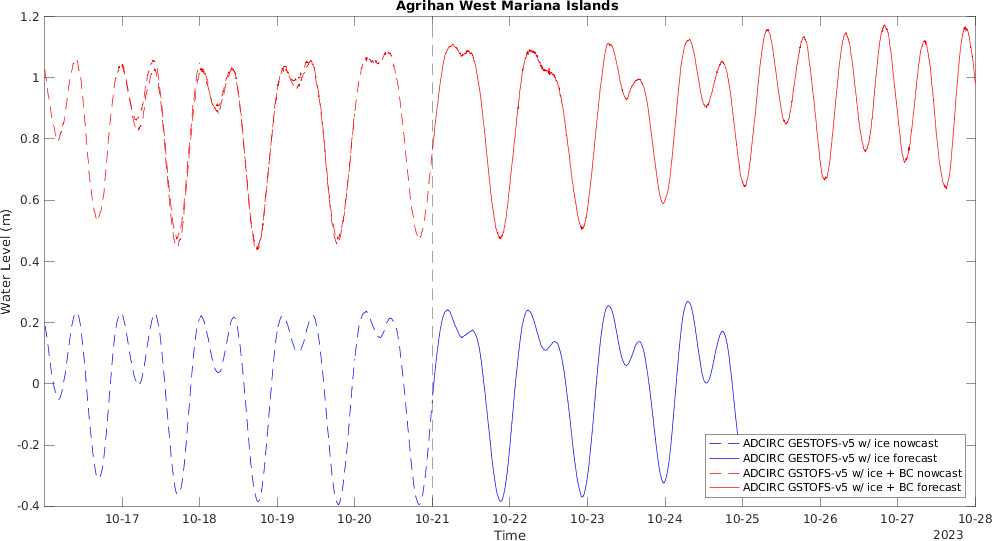 Agrihan West Mariana Islands
Water Level (m)
1.2
1
0.8
0.6
0.4
0.2
0
-0.2
-0.4
ADCIRC GESTOFS-v5 w/ ice nowcast
ADCIRC GESTOFS-v5 w/ ice forecast
ADCIRC GSTOFS-v5 w/ ice + BC nowcast
ADCIRC GSTOFS-v5 w/ ice + BC forecast
10-17 10-18 10-19 10-20 10-21 10-22 10-23 10-24 10-25 10-26 10-27 10-28
Time
2023